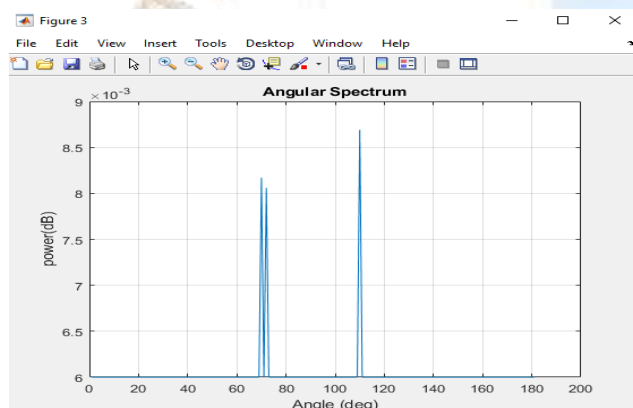 Figure 3
File Edit View Insert Tools Desktop Window Help
Angular Spectrum
×10⁻³
9
8.5
8
7.5
7
6.5
6
power(dB)
0 20 40 60 80 100 120 140 160 180 200
Angle (deg)